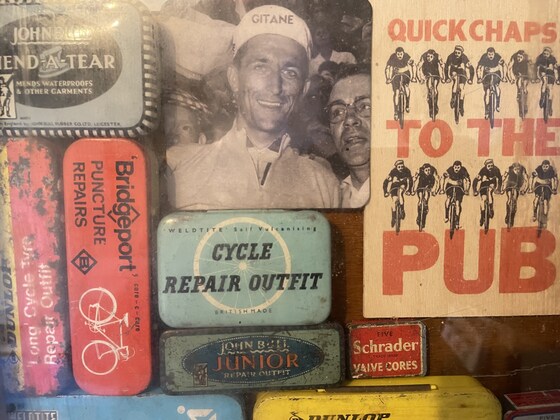 JOHN BULL
MEND-A-TEAR
MENDS WATERPROOFS
& OTHER GARMENTS
GITANE
QUICK CHAPS
TO THE
PUB
DUNLOP
Long Cycle Tyre
Repair Outfit
'Bridgeport'
PUNCTURE
REPAIRS
WELDTITE Self Vulcanising
CYCLE
REPAIR OUTFIT
BRITISH MADE
JOHN BULL
JUNIOR
REPAIR OUTFIT
Schrader
VALVE CORES
WELDTITE
DUNLOP